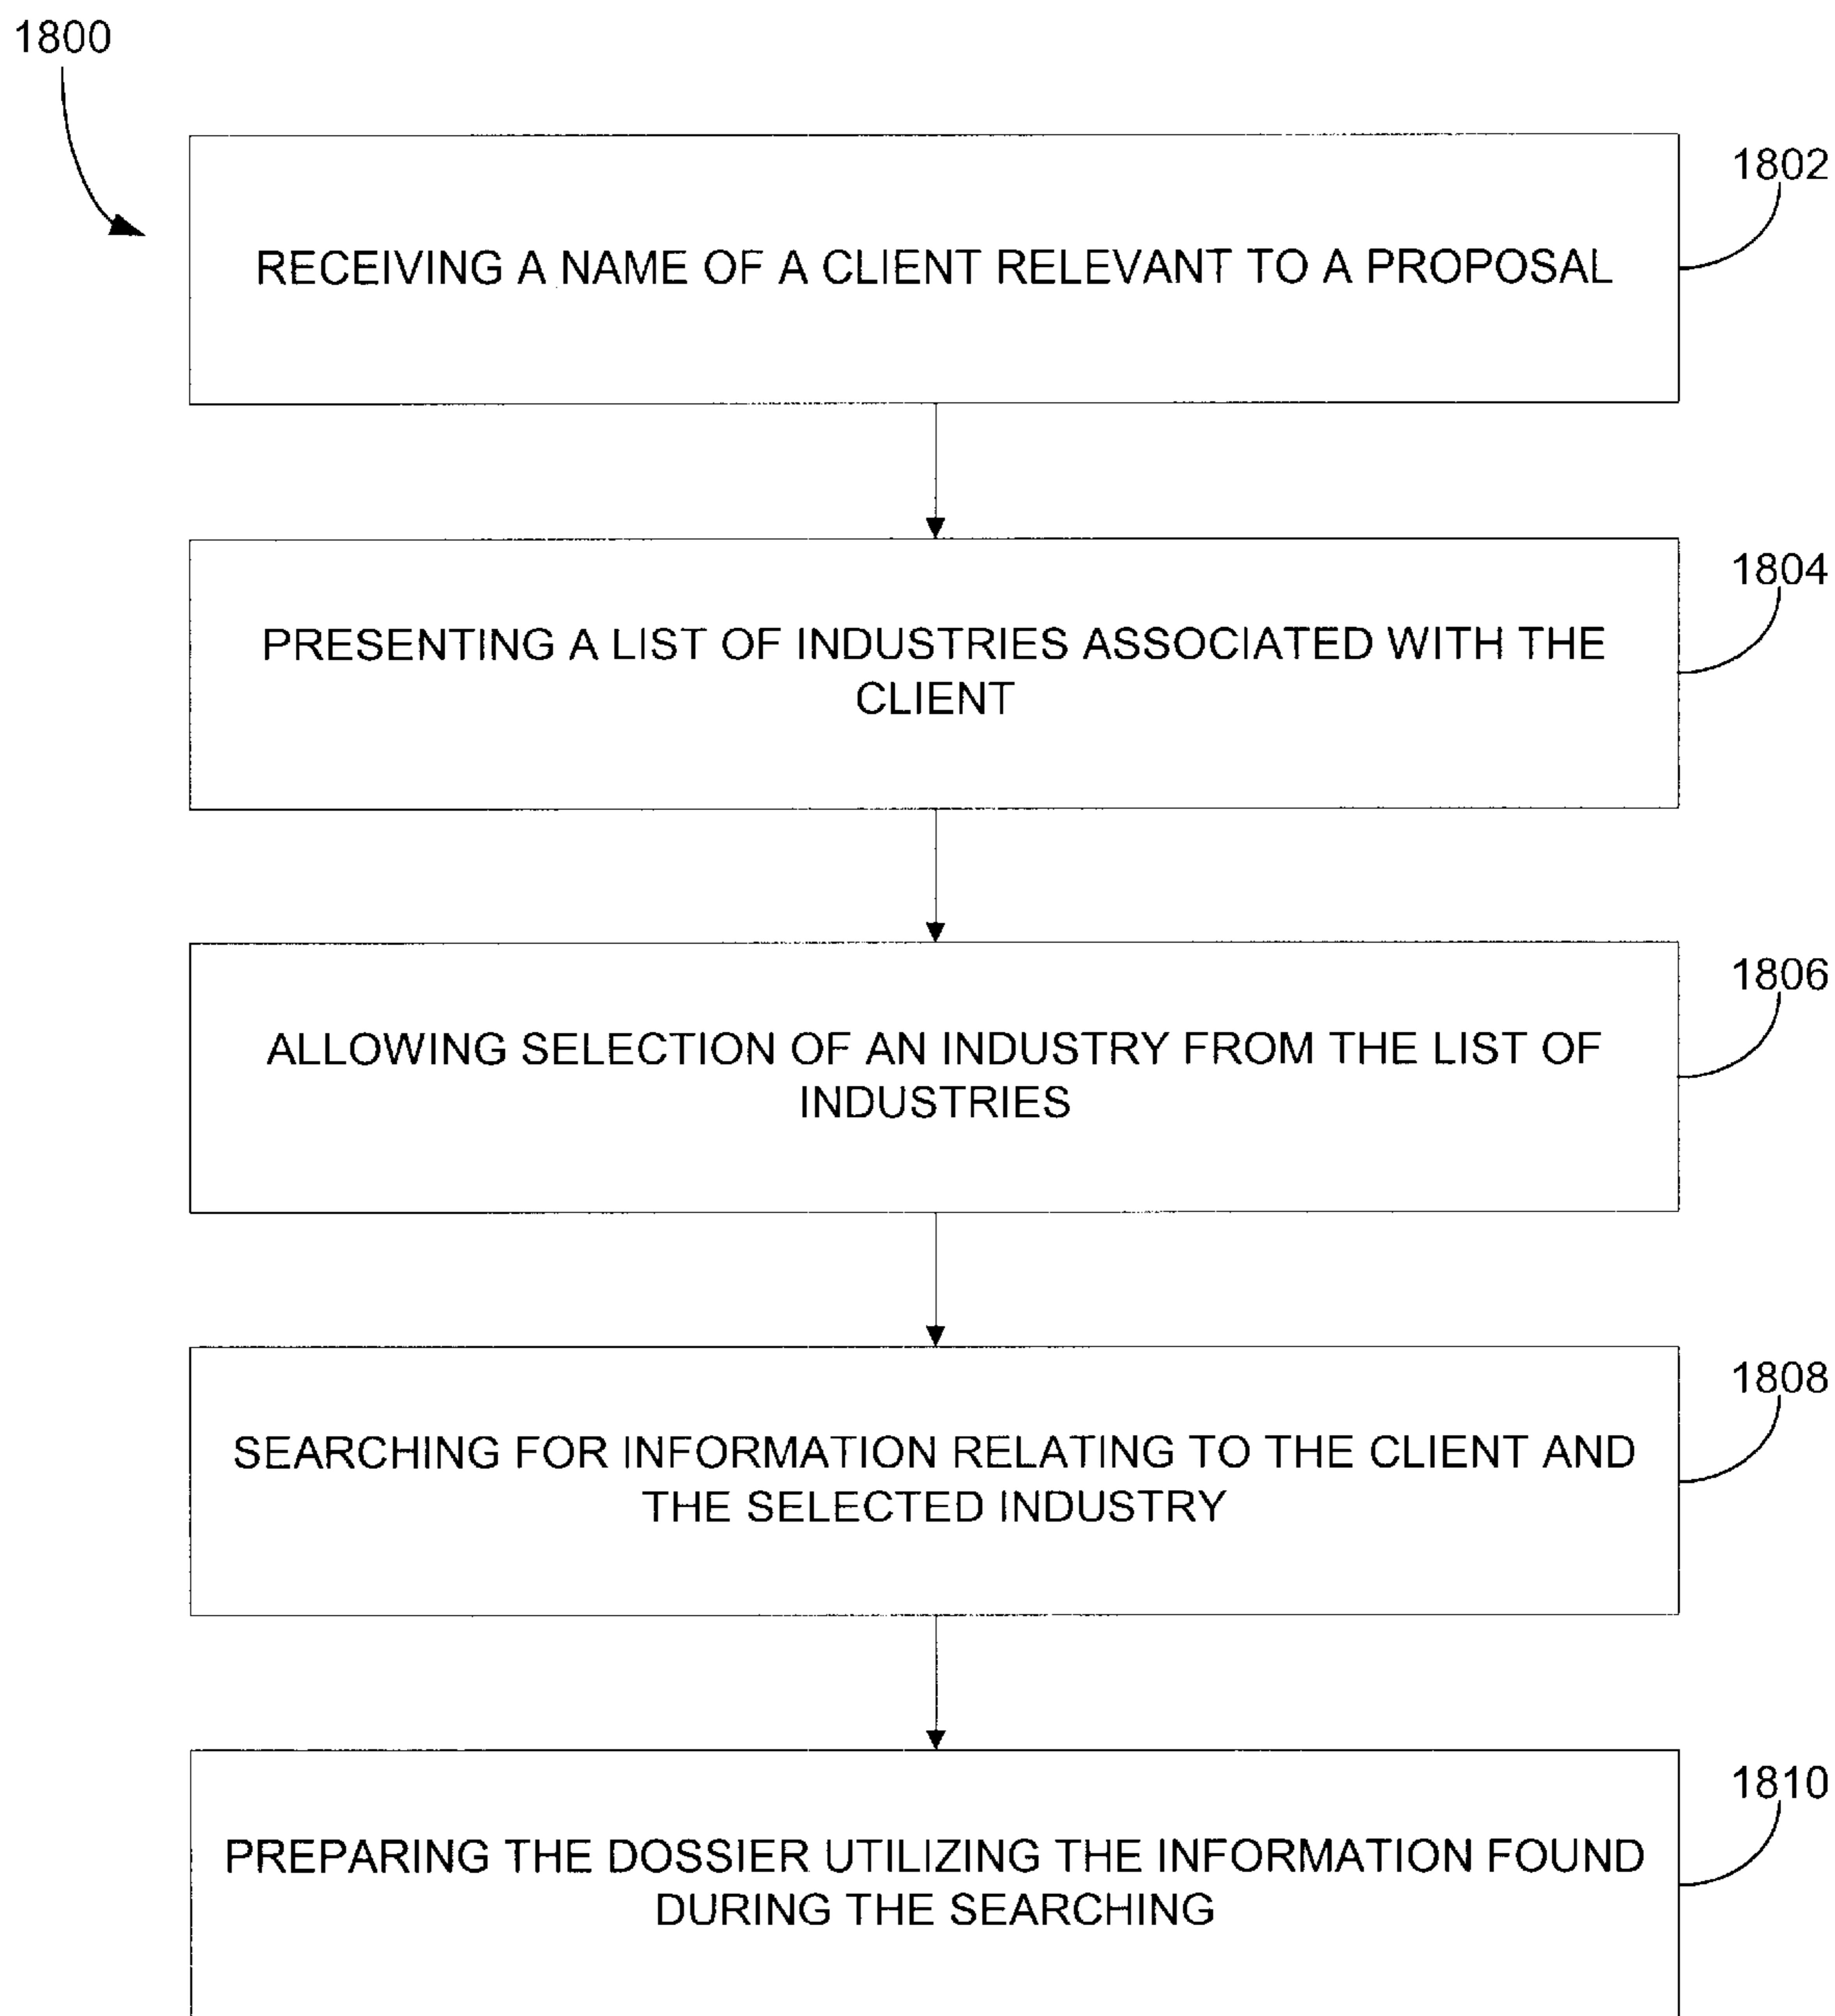 1800
1802
RECEIVING A NAME OF A CLIENT RELEVANT TO A PROPOSAL
1804
PRESENTING A LIST OF INDUSTRIES ASSOCIATED WITH THE
CLIENT
1806
ALLOWING SELECTION OF AN INDUSTRY FROM THE LIST OF
INDUSTRIES
1808
SEARCHING FOR INFORMATION RELATING TO THE CLIENT AND
THE SELECTED INDUSTRY
1810
PREPARING THE DOSSIER UTILIZING THE INFORMATION FOUND
DURING THE SEARCHING